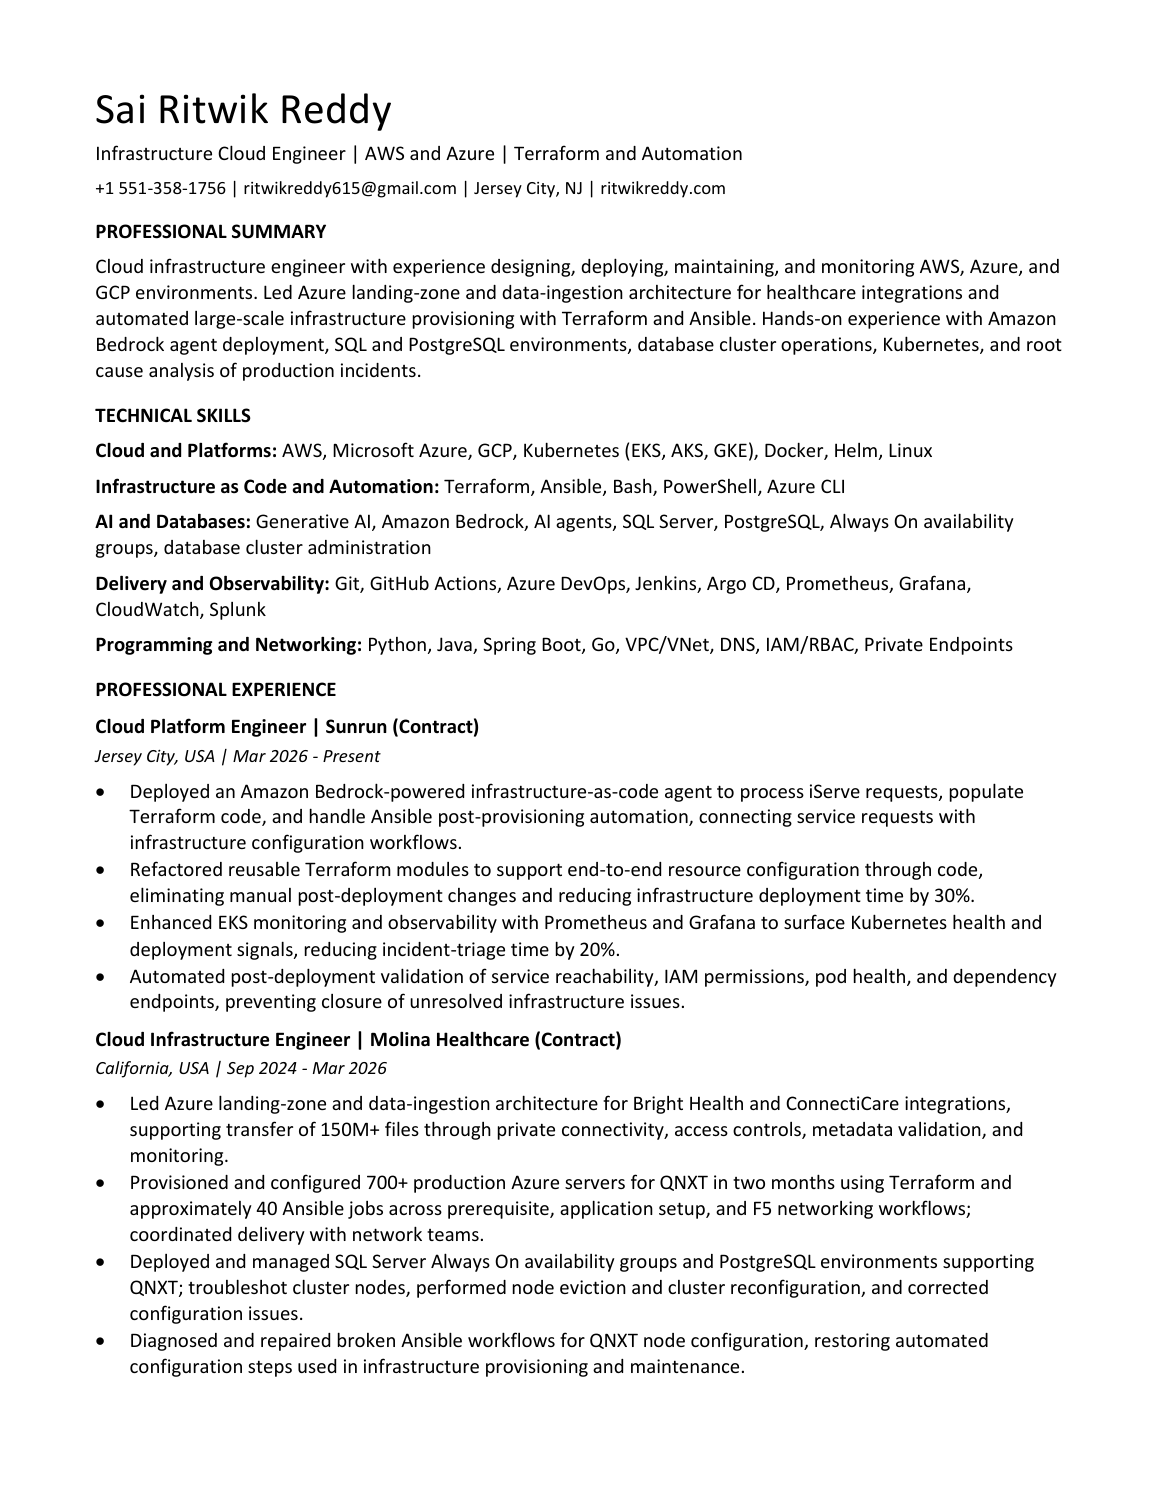 Sai Ritwik Reddy
Infrastructure Cloud Engineer | AWS and Azure | Terraform and Automation
+1 551-358-1756 | ritwikreddy615@gmail.com | Jersey City, NJ | ritwikreddy.com
PROFESSIONAL SUMMARY
Cloud infrastructure engineer with experience designing, deploying, maintaining, and monitoring AWS, Azure, and
GCP environments. Led Azure landing-zone and data-ingestion architecture for healthcare integrations and
automated large-scale infrastructure provisioning with Terraform and Ansible. Hands-on experience with Amazon
Bedrock agent deployment, SQL and PostgreSQL environments, database cluster operations, Kubernetes, and root
cause analysis of production incidents.
TECHNICAL SKILLS
Cloud and Platforms: AWS, Microsoft Azure, GCP, Kubernetes (EKS, AKS, GKE), Docker, Helm, Linux
Infrastructure as Code and Automation: Terraform, Ansible, Bash, PowerShell, Azure CLI
AI and Databases: Generative AI, Amazon Bedrock, AI agents, SQL Server, PostgreSQL, Always On availability
groups, database cluster administration
Delivery and Observability: Git, GitHub Actions, Azure DevOps, Jenkins, Argo CD, Prometheus, Grafana,
CloudWatch, Splunk
Programming and Networking: Python, Java, Spring Boot, Go, VPC/VNet, DNS, IAM/RBAC, Private Endpoints
PROFESSIONAL EXPERIENCE
Cloud Platform Engineer | Sunrun (Contract)
Jersey City, USA | Mar 2026 - Present
• Deployed an Amazon Bedrock-powered infrastructure-as-code agent to process iServe requests, populate
Terraform code, and handle Ansible post-provisioning automation, connecting service requests with
infrastructure configuration workflows.
• Refactored reusable Terraform modules to support end-to-end resource configuration through code,
eliminating manual post-deployment changes and reducing infrastructure deployment time by 30%.
• Enhanced EKS monitoring and observability with Prometheus and Grafana to surface Kubernetes health and
deployment signals, reducing incident-triage time by 20%.
• Automated post-deployment validation of service reachability, IAM permissions, pod health, and dependency
endpoints, preventing closure of unresolved infrastructure issues.
Cloud Infrastructure Engineer | Molina Healthcare (Contract)
California, USA | Sep 2024 - Mar 2026
• Led Azure landing-zone and data-ingestion architecture for Bright Health and ConnectiCare integrations,
supporting transfer of 150M+ files through private connectivity, access controls, metadata validation, and
monitoring.
• Provisioned and configured 700+ production Azure servers for QNXT in two months using Terraform and
approximately 40 Ansible jobs across prerequisite, application setup, and F5 networking workflows;
coordinated delivery with network teams.
• Deployed and managed SQL Server Always On availability groups and PostgreSQL environments supporting
QNXT; troubleshot cluster nodes, performed node eviction and cluster reconfiguration, and corrected
configuration issues.
• Diagnosed and repaired broken Ansible workflows for QNXT node configuration, restoring automated
configuration steps used in infrastructure provisioning and maintenance.